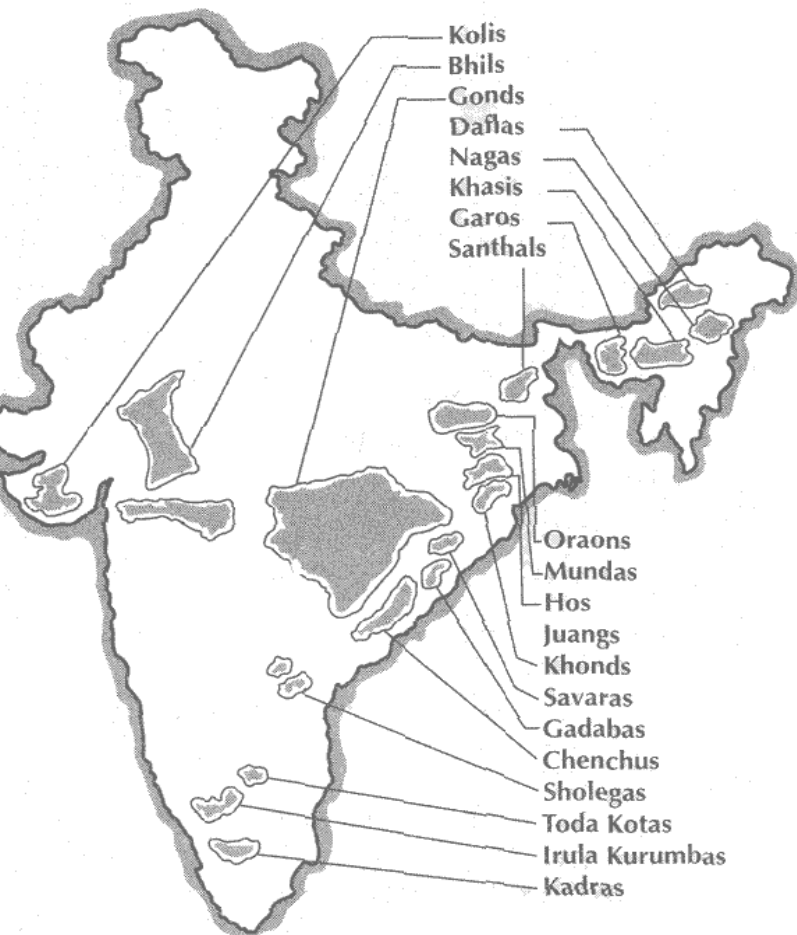 Kolis
Bhils
Gonds
Daflas
Nagas
Khasis
Garos
Santhals
Oraons
Mundas
Hos
Juangs
Khonds
Savaras
Gadabas
Chenchus
Sholegas
Toda Kotas
Irula Kurumbas
Kadras